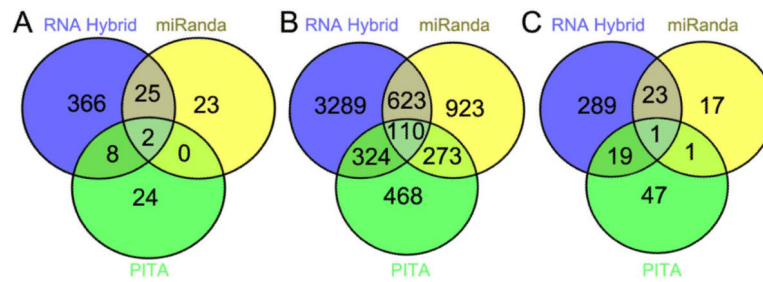 A RNA Hybrid miRanda
366 25 23
2
8 0
24
PITA
B RNA Hybrid miRanda
3289 623 923
110
324 273
468
PITA
C RNA Hybrid miRanda
289 23 17
1
19 1
47
PITA